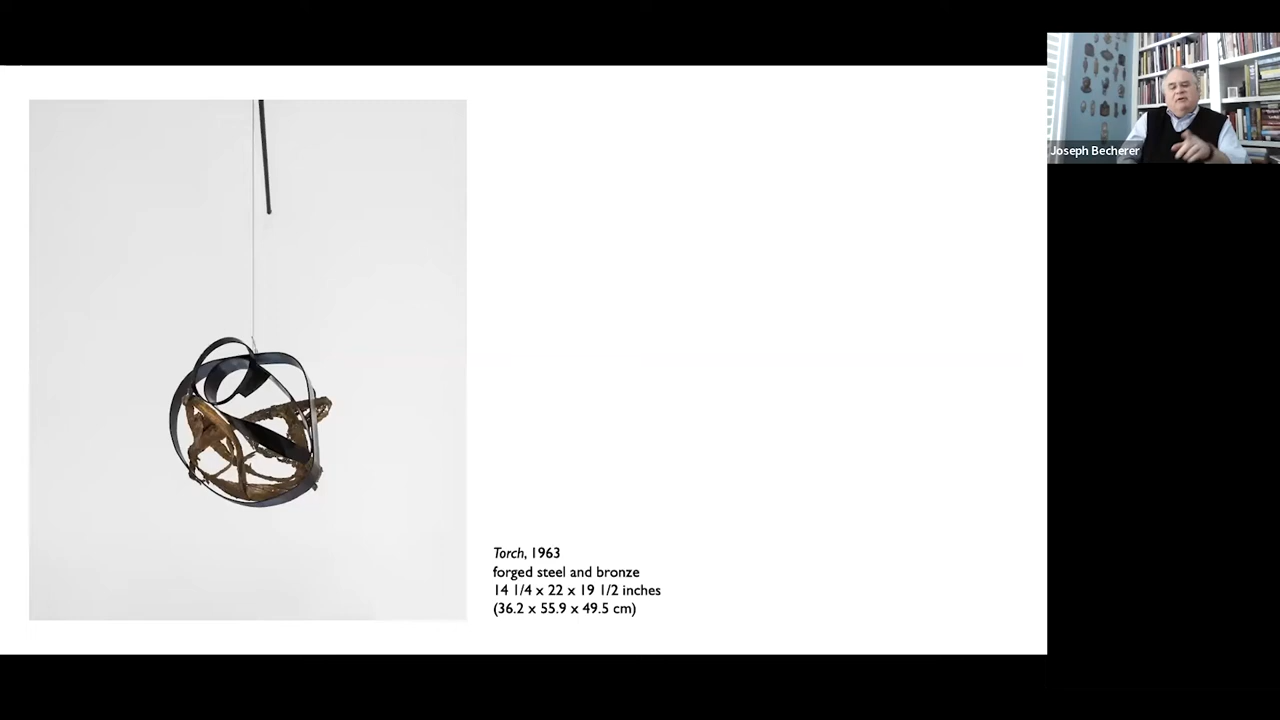 Joseph Becherer
Torch, 1963
forged steel and bronze
14 1/4 x 22 x 19 1/2 inches
(36.2 x 55.9 x 49.5 cm)